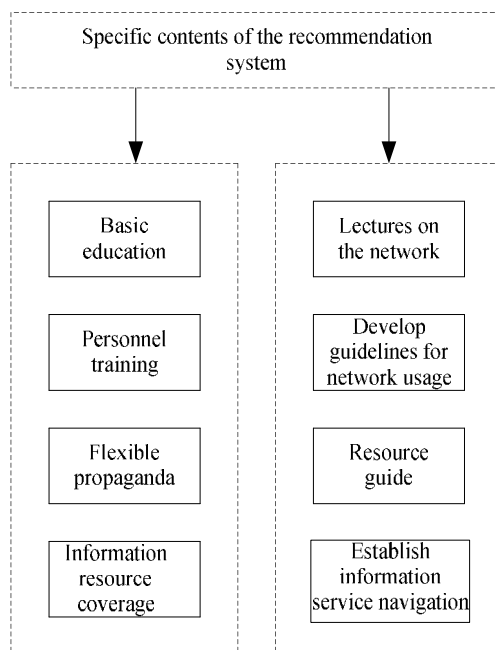 Specific contents of the recommendation
system
Basic
education
Personnel
training
Flexible
propaganda
Information
resource
coverage
Lectures on
the network
Develop
guidelines for
network usage
Resource
guide
Establish
information
service navigation